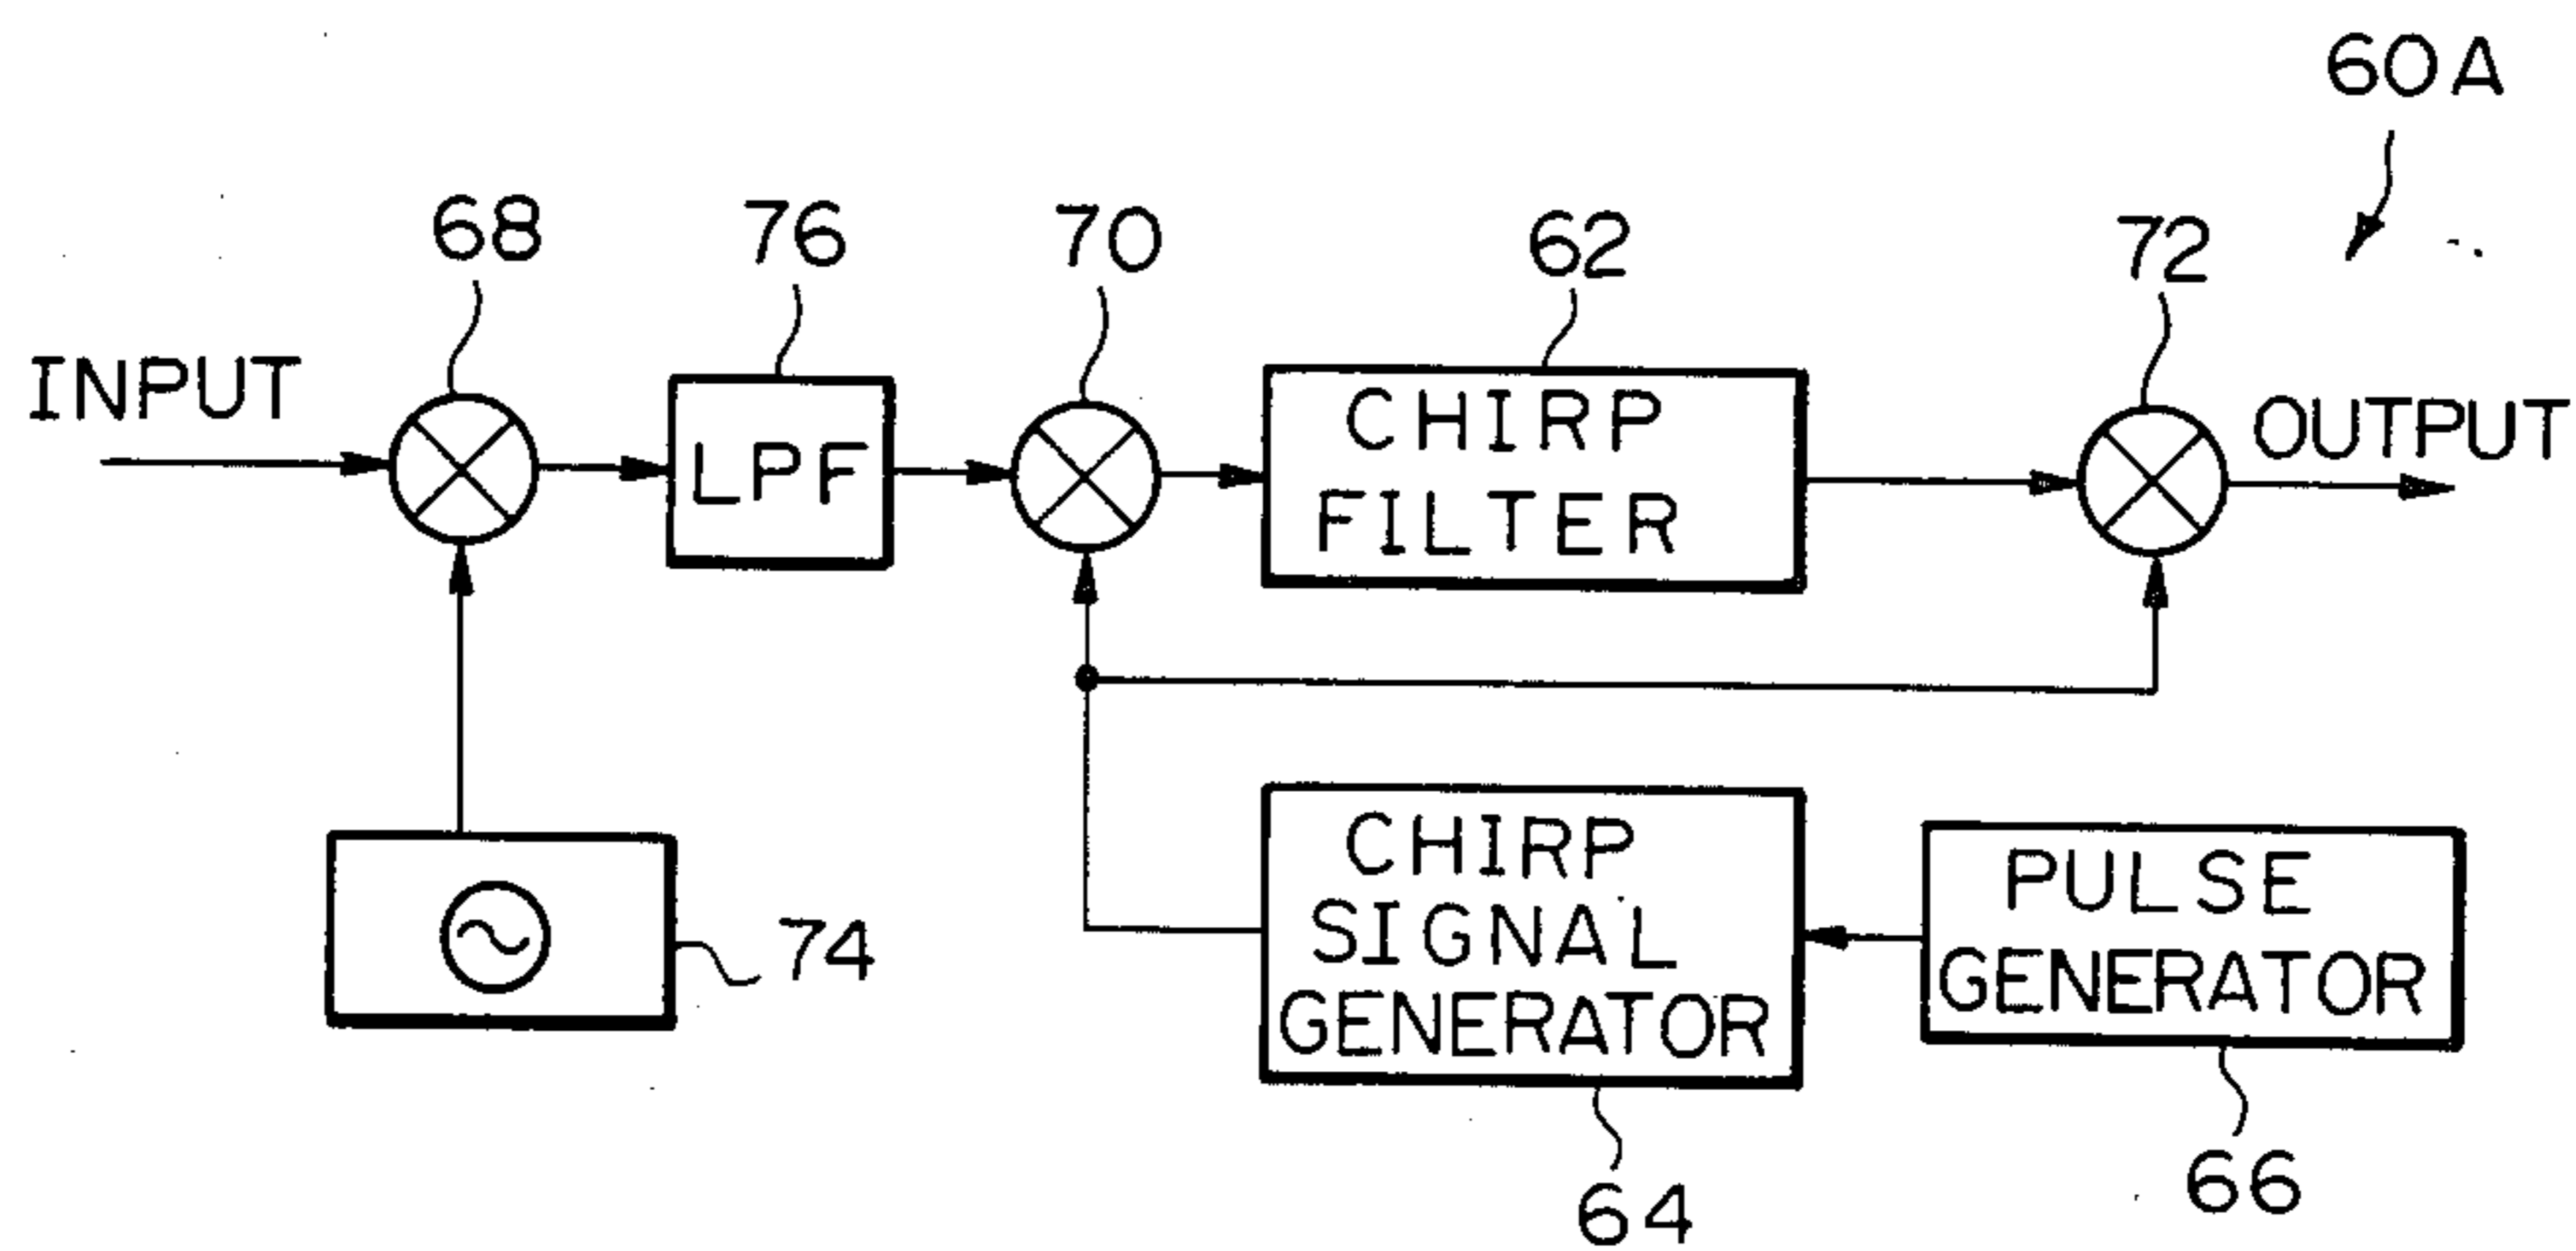 60A
68
76
70
62
72
INPUT
LPF
CHIRP
FILTER
OUTPUT
74
CHIRP
SIGNAL
GENERATOR
PULSE
GENERATOR
64
66